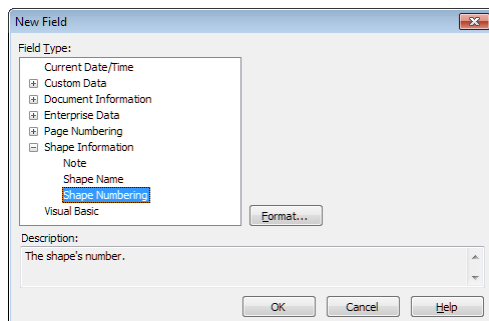 New Field
Field Type:
Current Date/Time
Custom Data
Document Information
Enterprise Data
Page Numbering
Shape Information
Note
Shape Name
Shape Numbering
Visual Basic
Format...
Description:
The shape's number.
OK Cancel Help